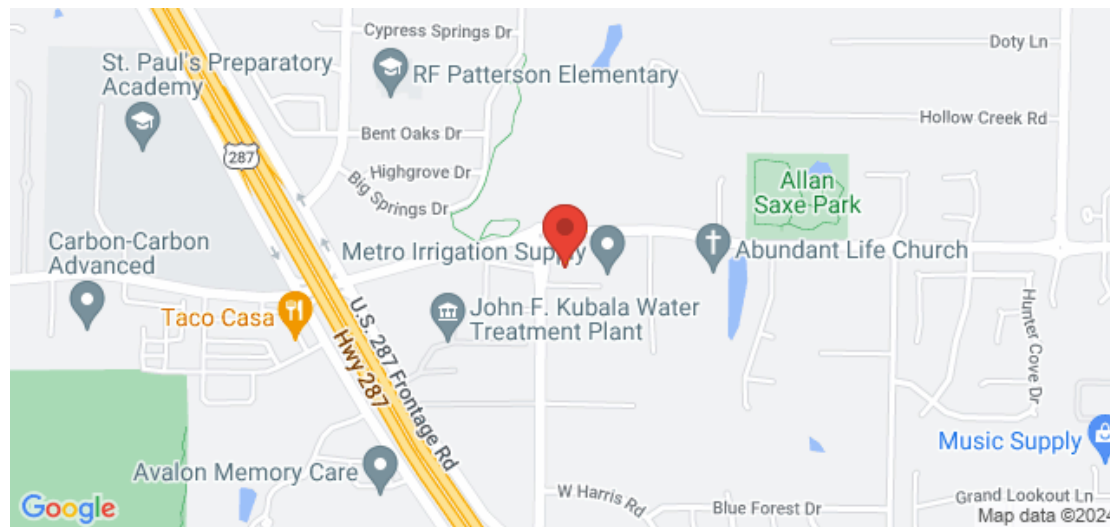 Cypress Springs Dr
Doty Ln
St. Paul's Preparatory
Academy
RF Patterson Elementary
Hollow Creek Rd
Bent Oaks Dr
287
Highgrove Dr
Big Springs Dr
Allan
Saxe Park
Carbon-Carbon
Advanced
Metro Irrigation Supply
Abundant Life Church
Taco Casa
John F. Kubala Water
Treatment Plant
U.S. 287 Frontage Rd
Hwy 287
Hunter Cove Dr
Music Supply
Avalon Memory Care
W Harris Rd
Blue Forest Dr
Grand Lookout Ln
Google
Map data ©2024